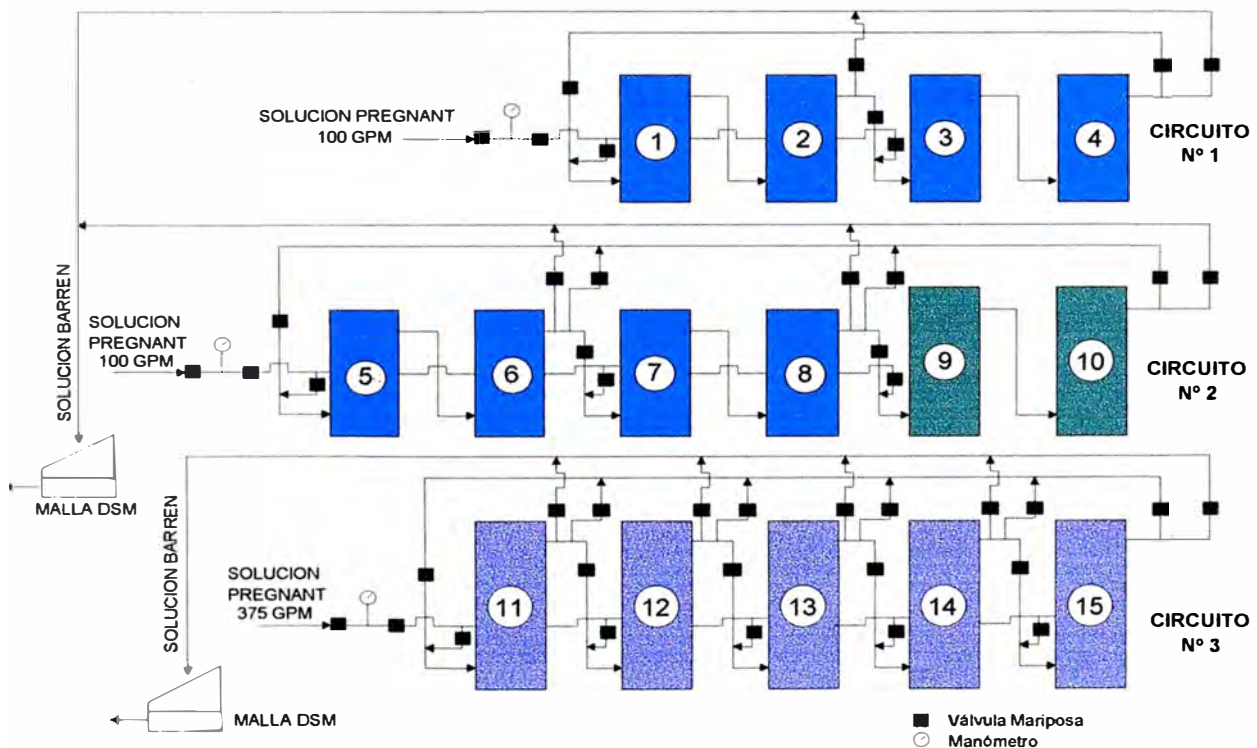 SOLUCION PREGNANT
100 GPM
1
2
3
4
CIRCUITO
Nº 1
SOLUCION BARREN
SOLUCION
PREGNANT
100 GPM
5
6
7
8
9
10
CIRCUITO
Nº 2
MALLA DSM
SOLUCION BARREN
SOLUCION
PREGNANT
375 GPM
11
12
13
14
15
CIRCUITO
Nº 3
MALLA DSM
Válvula Mariposa
Manómetro